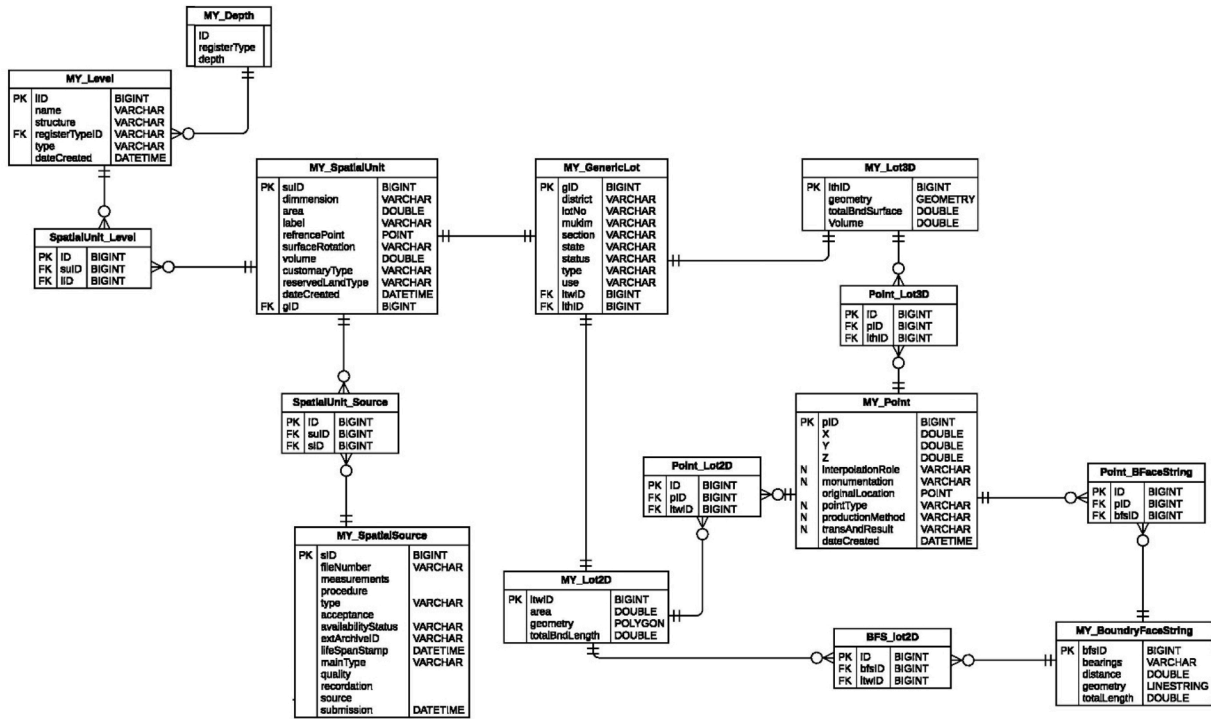 MY_Depth
ID
registerType
depth
MY_Level
PK lID BIGINT
name VARCHAR
structure VARCHAR
FK registerTypeID VARCHAR
type VARCHAR
dateCreated DATETIME
SpatialUnit_Level
PK ID BIGINT
FK suID BIGINT
FK lID BIGINT
MY_SpatialUnit
PK suID BIGINT
dimmension VARCHAR
area DOUBLE
label VARCHAR
refrencePoint POINT
surfaceRotation VARCHAR
volume DOUBLE
customaryType VARCHAR
reservedLandType VARCHAR
dateCreated DATETIME
FK gID BIGINT
MY_GenericLot
PK gID BIGINT
district VARCHAR
lotNo VARCHAR
mukim VARCHAR
section VARCHAR
state VARCHAR
status VARCHAR
type VARCHAR
use VARCHAR
FK ltwID BIGINT
FK lthID BIGINT
MY_Lot3D
PK lthID BIGINT
geometry GEOMETRY
totalBndSurface DOUBLE
Volume DOUBLE
Point_Lot3D
PK ID BIGINT
FK pID BIGINT
FK lthID BIGINT
SpatialUnit_Source
PK ID BIGINT
FK suID BIGINT
FK sID BIGINT
MY_Point
PK pID BIGINT
X DOUBLE
Y DOUBLE
Z DOUBLE
N interpolationRole VARCHAR
N monumentation VARCHAR
originalLocation POINT
N pointType VARCHAR
N productionMethod VARCHAR
N transAndResult VARCHAR
dateCreated DATETIME
Point_Lot2D
PK ID BIGINT
FK pID BIGINT
FK ltwID BIGINT
Point_BFaceString
PK ID BIGINT
FK pID BIGINT
FK bfsID BIGINT
MY_SpatialSource
PK sID BIGINT
fileNumber VARCHAR
measurements
procedure
type VARCHAR
acceptance
availabilityStatus VARCHAR
extArchiveID VARCHAR
lifeSpanStamp DATETIME
mainType VARCHAR
quality
recordation
source
submission DATETIME
MY_Lot2D
PK ltwID BIGINT
area DOUBLE
geometry POLYGON
totalBndLength DOUBLE
BFS_lot2D
PK ID BIGINT
FK bfsID BIGINT
FK ltwID BIGINT
MY_BoundryFaceString
PK bfsID BIGINT
bearings VARCHAR
distance DOUBLE
geometry LINESTRING
totalLength DOUBLE